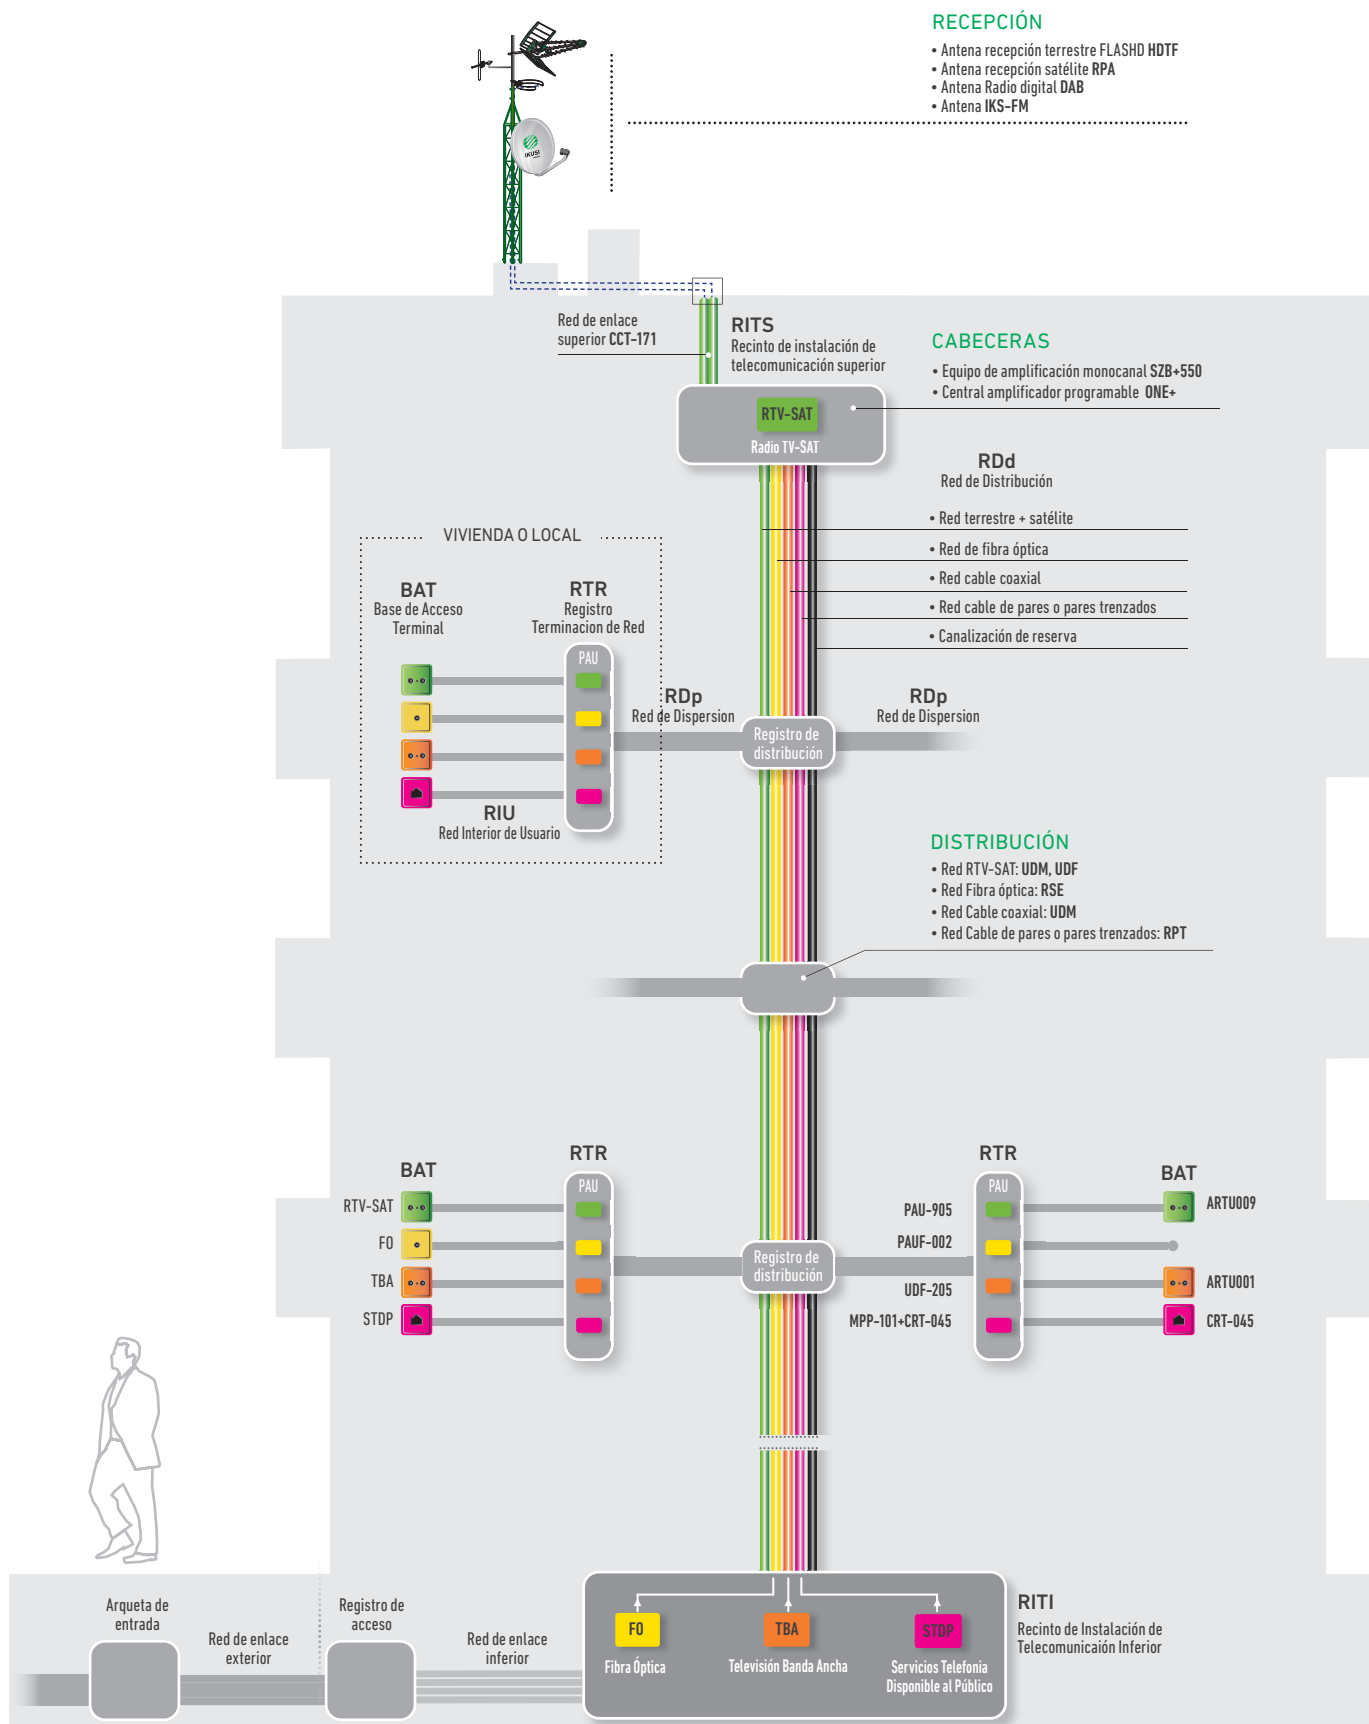 RECEPCIÓN
• Antena recepción terrestre FLASHD HDTF
• Antena recepción satélite RPA
• Antena Radio digital DAB
• Antena IKS-FM
IKUSI
Red de enlace
superior CCT-171
RITS
Recinto de instalación de
telecomunicación superior
CABECERAS
• Equipo de amplificación monocanal SZB+550
• Central amplificador programable ONE+
RTV-SAT
Radio TV-SAT
RDd
Red de Distribución
• Red terrestre + satélite
• Red de fibra óptica
• Red cable coaxial
• Red cable de pares o pares trenzados
• Canalización de reserva
VIVIENDA O LOCAL
BAT
Base de Acceso
Terminal
RTR
Registro
Terminacion de Red
PAU
RIU
Red Interior de Usuario
RDp
Red de Dispersion
Registro de
distribución
RDp
Red de Dispersion
DISTRIBUCIÓN
• Red RTV-SAT: UDM, UDF
• Red Fibra óptica: RSE
• Red Cable coaxial: UDM
• Red Cable de pares o pares trenzados: RPT
BAT
RTV-SAT
FO
TBA
STDP
RTR
PAU
Registro de
distribución
RTR
PAU
PAU-905
PAUF-002
UDF-205
MPP-101+CRT-045
BAT
ARTU009
ARTU001
CRT-045
Arqueta de
entrada
Red de enlace
exterior
Registro de
acceso
Red de enlace
inferior
FO
Fibra Óptica
TBA
Televisión Banda Ancha
STDP
Servicios Telefonia
Disponible al Público
RITI
Recinto de Instalación de
Telecomunicaión Inferior